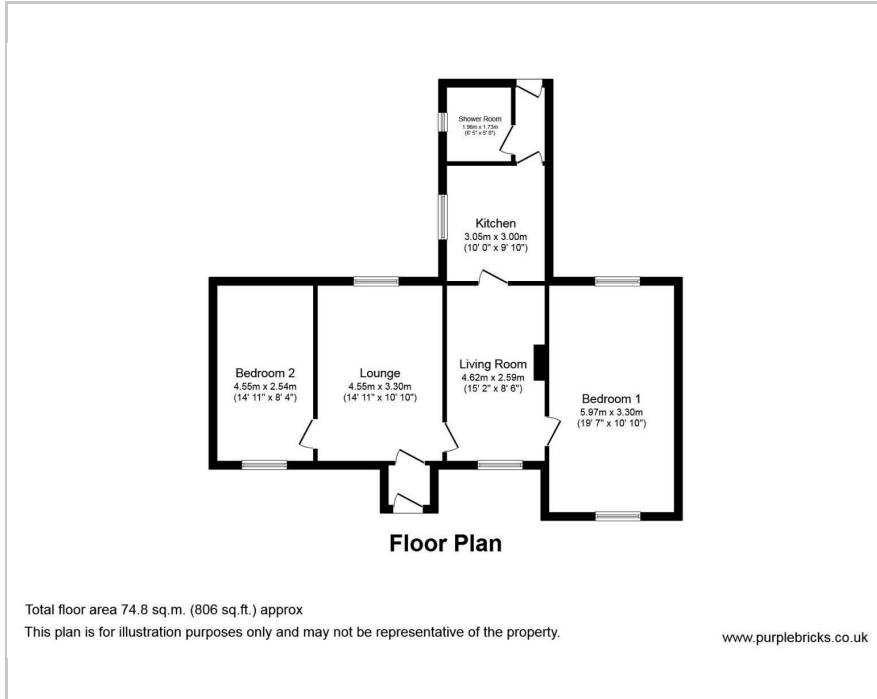 Shower Room
1.96m x 1.73m
(6' 5" x 5' 8")
Kitchen
3.05m x 3.00m
(10' 0" x 9' 10")
Bedroom 2
4.55m x 2.54m
(14' 11" x 8' 4")
Lounge
4.55m x 3.30m
(14' 11" x 10' 10")
Living Room
4.62m x 2.59m
(15' 2" x 8' 6")
Bedroom 1
5.97m x 3.30m
(19' 7" x 10' 10")
Floor Plan
Total floor area 74.8 sq.m. (806 sq.ft.) approx
This plan is for illustration purposes only and may not be representative of the property.
www.purplebricks.co.uk